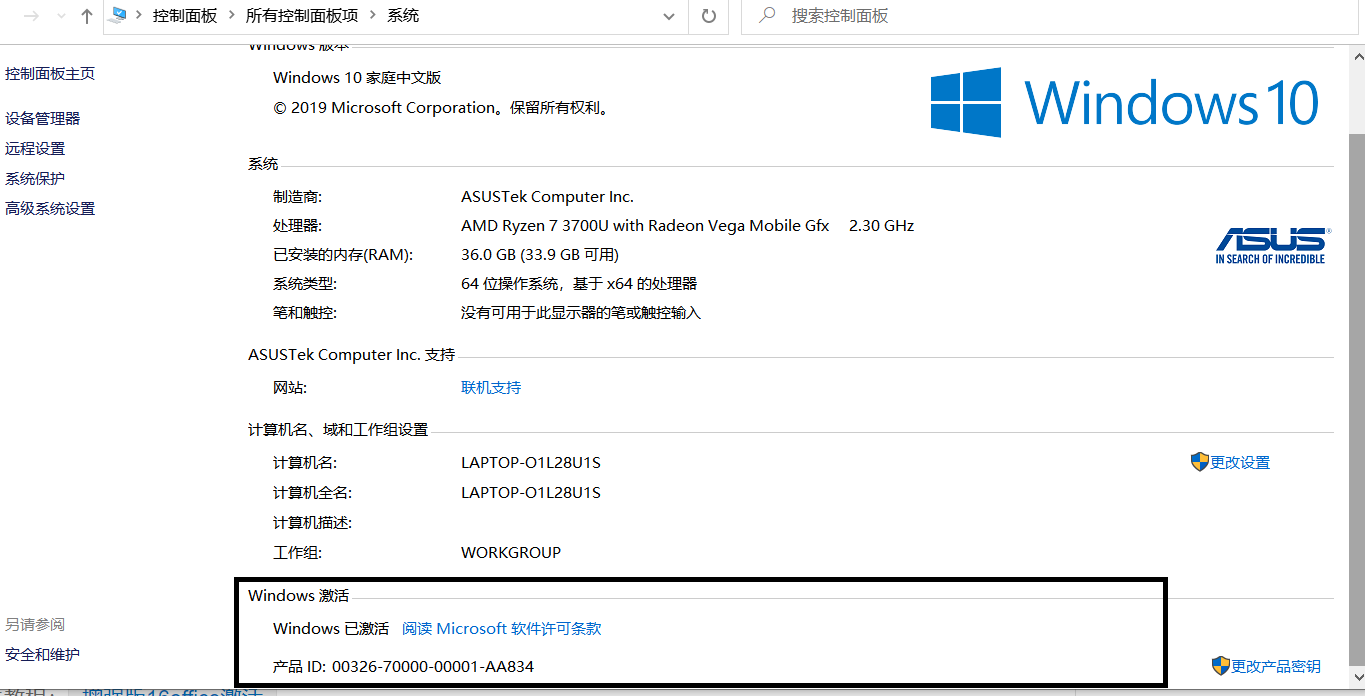 控制面板 › 所有控制面板项 › 系统
搜索控制面板
控制面板主页
设备管理器
远程设置
系统保护
高级系统设置
另请参阅
安全和维护
Windows 版本
Windows 10 家庭中文版
© 2019 Microsoft Corporation。保留所有权利。
Windows 10
系统
制造商: ASUSTek Computer Inc.
处理器: AMD Ryzen 7 3700U with Radeon Vega Mobile Gfx 2.30 GHz
已安装的内存(RAM): 36.0 GB (33.9 GB 可用)
系统类型: 64 位操作系统，基于 x64 的处理器
笔和触控: 没有可用于此显示器的笔或触控输入
ASUS®
IN SEARCH OF INCREDIBLE
ASUSTek Computer Inc. 支持
网站: 联机支持
计算机名、域和工作组设置
计算机名: LAPTOP-O1L28U1S
更改设置
计算机全名: LAPTOP-O1L28U1S
计算机描述:
工作组: WORKGROUP
Windows 激活
Windows 已激活 阅读 Microsoft 软件许可条款
产品 ID: 00326-70000-00001-AA834
更改产品密钥